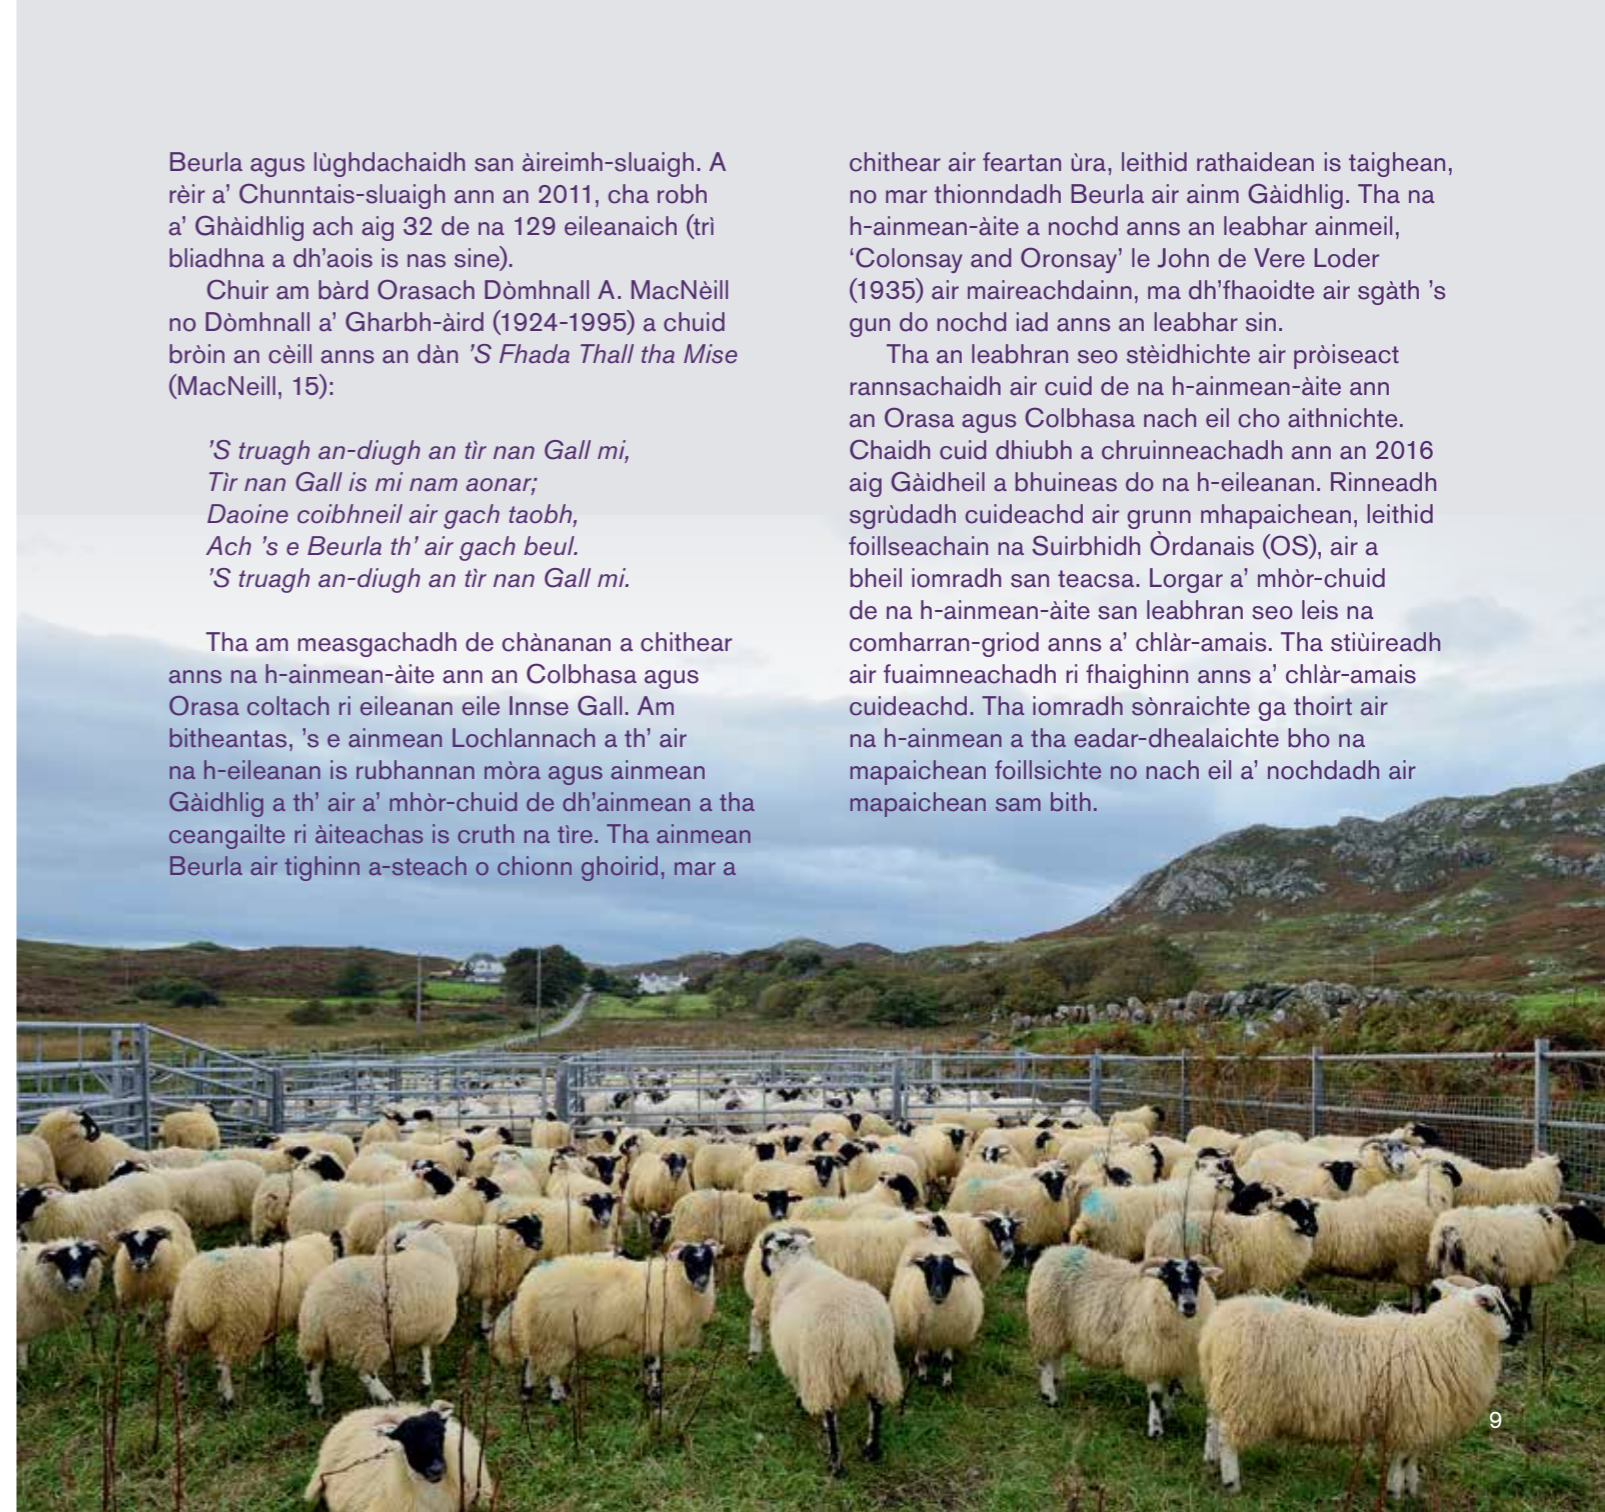 Beurla agus lùghdachaidh san àireimh-sluaigh. A
rèir a’ Chunntais-sluaigh ann an 2011, cha robh
a’ Ghàidhlig ach aig 32 de na 129 eileanaich (trì
bliadhna a dh’aois is nas sine).
Chuir am bàrd Orasach Dòmhnall A. MacNèill
no Dòmhnall a’ Gharbh-àird (1924-1995) a chuid
bròin an cèill anns an dàn ’S Fhada Thall tha Mise
(MacNeill, 15):
’S truagh an-diugh an tìr nan Gall mi,
Tìr nan Gall is mi nam aonar;
Daoine coibhneil air gach taobh,
Ach ’s e Beurla th’ air gach beul.
’S truagh an-diugh an tìr nan Gall mi.
Tha am measgachadh de chànanan a chithear
anns na h-ainmean-àite ann an Colbhasa agus
Orasa coltach ri eileanan eile Innse Gall. Am
bitheantas, ’s e ainmean Lochlannach a th’ air
na h-eileanan is rubhannan mòra agus ainmean
Gàidhlig a th’ air a’ mhòr-chuid de dh’ainmean a tha
ceangailte ri àiteachas is cruth na tìre. Tha ainmean
Beurla air tighinn a-steach o chionn ghoirid, mar a
chithear air feartan ùra, leithid rathaidean is taighean,
no mar thionndadh Beurla air ainm Gàidhlig. Tha na
h-ainmean-àite a nochd anns an leabhar ainmeil,
‘Colonsay and Oronsay’ le John de Vere Loder
(1935) air maireachdainn, ma dh’fhaoidte air sgàth ’s
gun do nochd iad anns an leabhar sin.
Tha an leabhran seo stèidhichte air pròiseact
rannsachaidh air cuid de na h-ainmean-àite ann
an Orasa agus Colbhasa nach eil cho aithnichte.
Chaidh cuid dhiubh a chruinneachadh ann an 2016
aig Gàidheil a bhuineas do na h-eileanan. Rinneadh
sgrùdadh cuideachd air grunn mhapaichean, leithid
foillseachain na Suirbhidh Òrdanais (OS), air a
bheil iomradh san teacsa. Lorgar a’ mhòr-chuid
de na h-ainmean-àite san leabhran seo leis na
comharran-griod anns a’ chlàr-amais. Tha stiùireadh
air fuaimneachadh ri fhaighinn anns a’ chlàr-amais
cuideachd. Tha iomradh sònraichte ga thoirt air
na h-ainmean a tha eadar-dhealaichte bho na
mapaichean foillsichte no nach eil a’ nochdadh air
mapaichean sam bith.
9